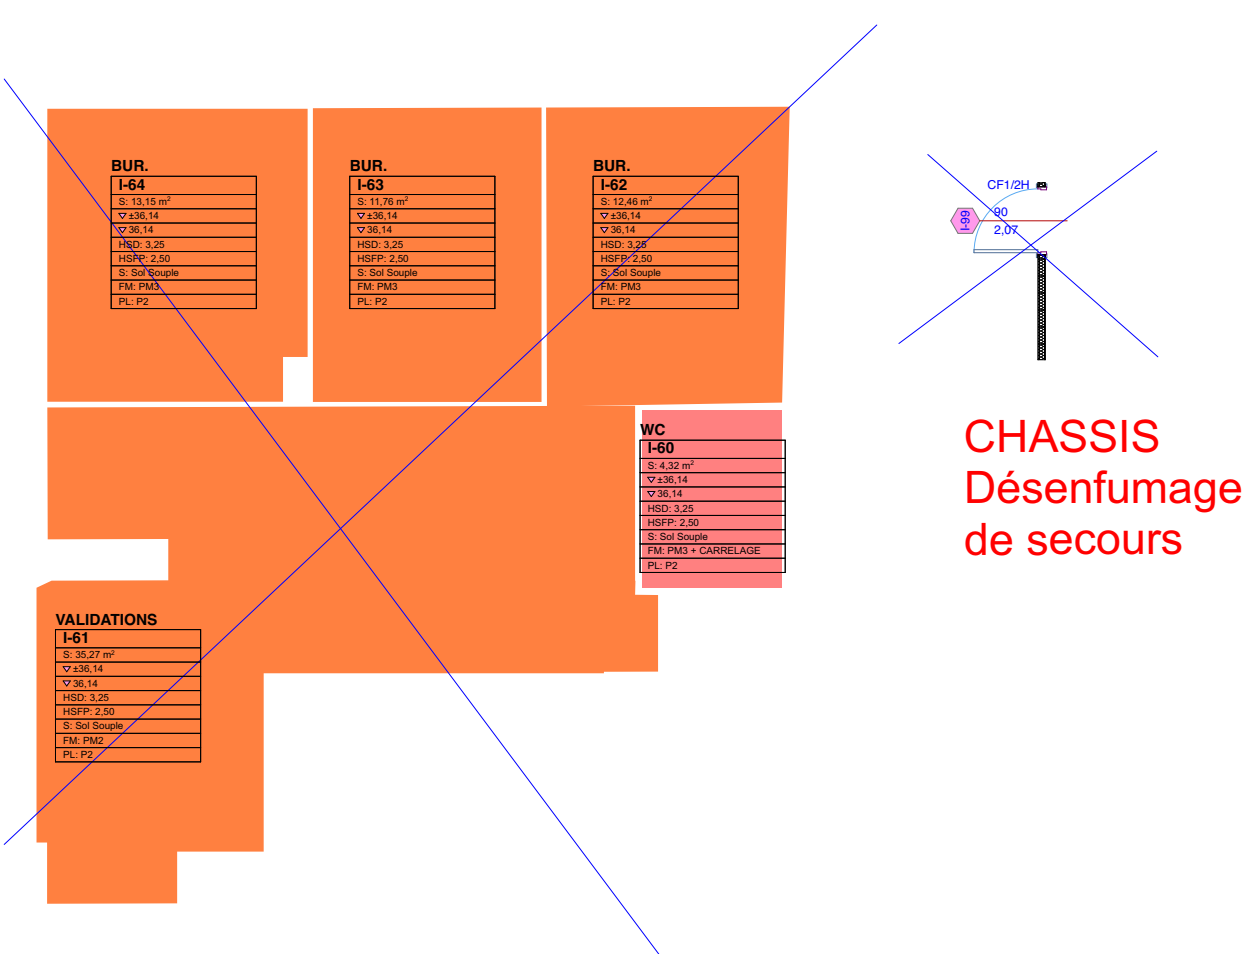 BUR.
I-64
S: 13,15 m²
±36,14
36,14
HSD: 3,25
HSFP: 2,50
S: Sol Souple
FM: PM3
PL: P2
BUR.
I-63
S: 11,76 m²
±36,14
36,14
HSD: 3,25
HSFP: 2,50
S: Sol Souple
FM: PM3
PL: P2
BUR.
I-62
S: 12,46 m²
±36,14
36,14
HSD: 3,25
HSFP: 2,50
S: Sol Souple
FM: PM3
PL: P2
CF1/2H
I-99
90
2,07
WC
I-60
S: 4,32 m²
±36,14
36,14
HSD: 3,25
HSFP: 2,50
S: Sol Souple
FM: PM3 + CARRELAGE
PL: P2
CHASSIS
Désenfumage
de secours
VALIDATIONS
I-61
S: 35,27 m²
±36,14
36,14
HSD: 3,25
HSFP: 2,50
S: Sol Souple
FM: PM2
PL: P2